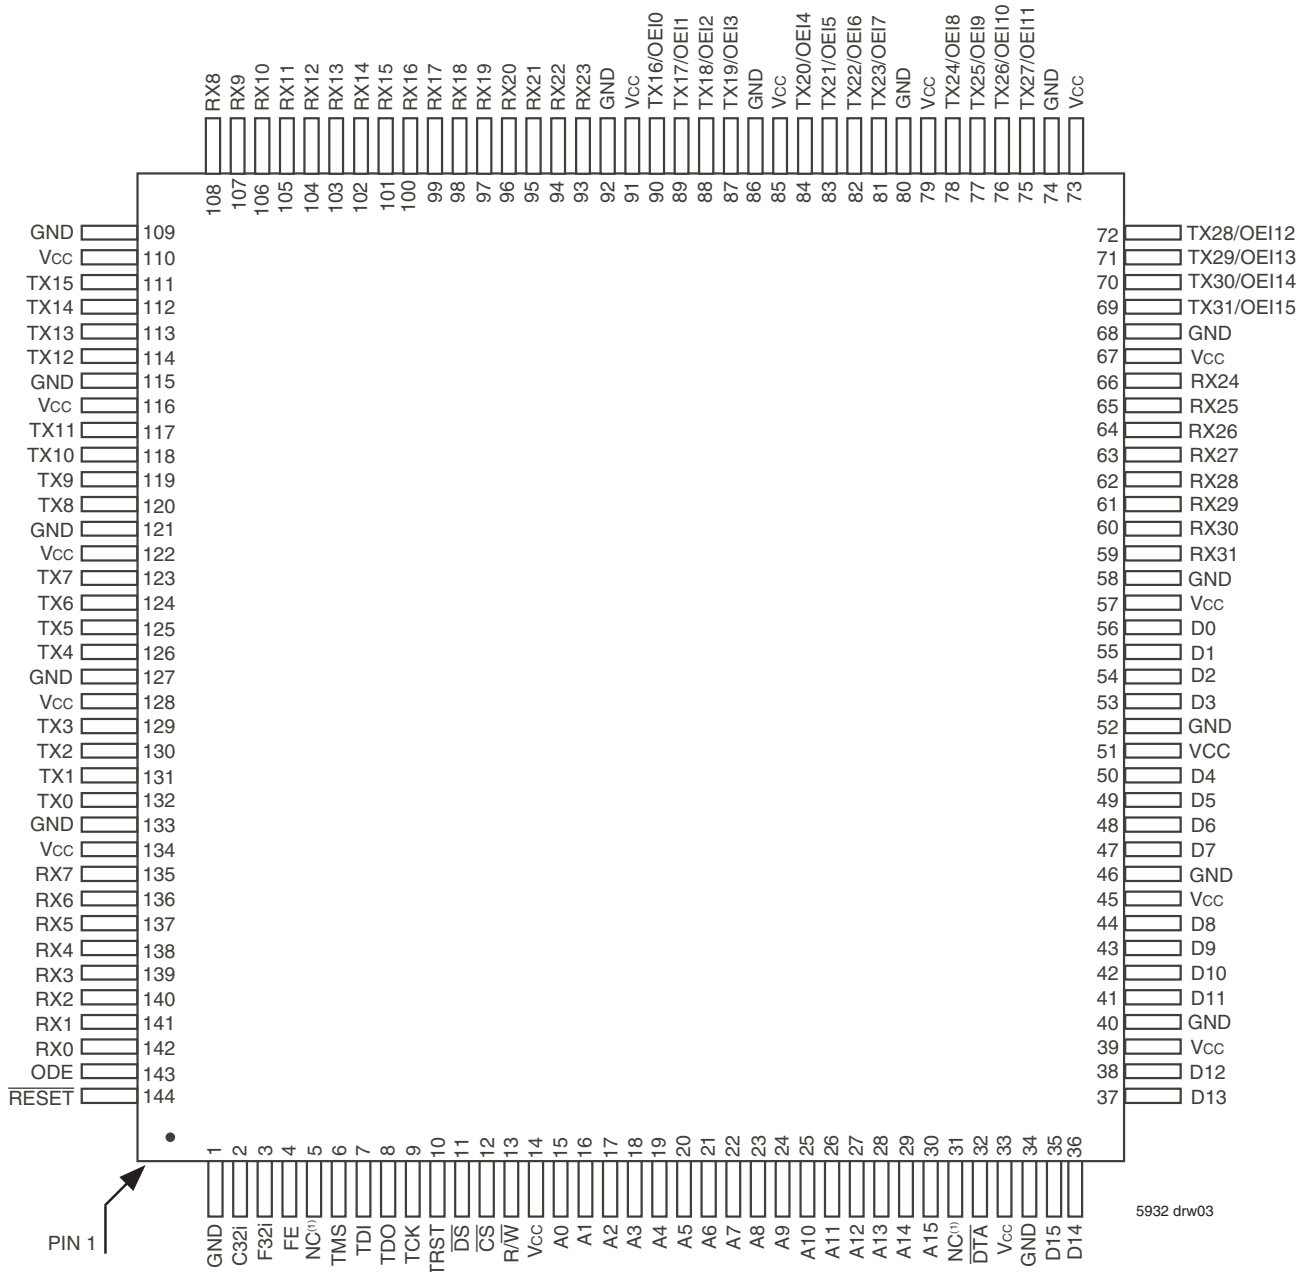 RX8
RX9
RX10
RX11
RX12
RX13
RX14
RX15
RX16
RX17
RX18
RX19
RX20
RX21
RX22
RX23
GND
Vcc
TX16/OEI0
TX17/OEI1
TX18/OEI2
TX19/OEI3
GND
Vcc
TX20/OEI4
TX21/OEI5
TX22/OEI6
TX23/OEI7
GND
Vcc
TX24/OEI8
TX25/OEI9
TX26/OEI10
TX27/OEI11
GND
Vcc
108
107
106
105
104
103
102
101
100
99
98
97
96
95
94
93
92
91
90
89
88
87
86
85
84
83
82
81
80
79
78
77
76
75
74
73
GND 109
Vcc 110
TX15 111
TX14 112
TX13 113
TX12 114
GND 115
Vcc 116
TX11 117
TX10 118
TX9 119
TX8 120
GND 121
Vcc 122
TX7 123
TX6 124
TX5 125
TX4 126
GND 127
Vcc 128
TX3 129
TX2 130
TX1 131
TX0 132
GND 133
Vcc 134
RX7 135
RX6 136
RX5 137
RX4 138
RX3 139
RX2 140
RX1 141
RX0 142
ODE 143
RESET 144
72 TX28/OEI12
71 TX29/OEI13
70 TX30/OEI14
69 TX31/OEI15
68 GND
67 Vcc
66 RX24
65 RX25
64 RX26
63 RX27
62 RX28
61 RX29
60 RX30
59 RX31
58 GND
57 Vcc
56 D0
55 D1
54 D2
53 D3
52 GND
51 VCC
50 D4
49 D5
48 D6
47 D7
46 GND
45 Vcc
44 D8
43 D9
42 D10
41 D11
40 GND
39 Vcc
38 D12
37 D13
1
2
3
4
5
6
7
8
9
10
11
12
13
14
15
16
17
18
19
20
21
22
23
24
25
26
27
28
29
30
31
32
33
34
35
36
GND
C32i
F32i
FE
NC(1)
TMS
TDI
TDO
TCK
TRST
DS
CS
R/W
Vcc
A0
A1
A2
A3
A4
A5
A6
A7
A8
A9
A10
A11
A12
A13
A14
A15
NC(1)
DTA
Vcc
GND
D15
D14
PIN 1
5932 drw03